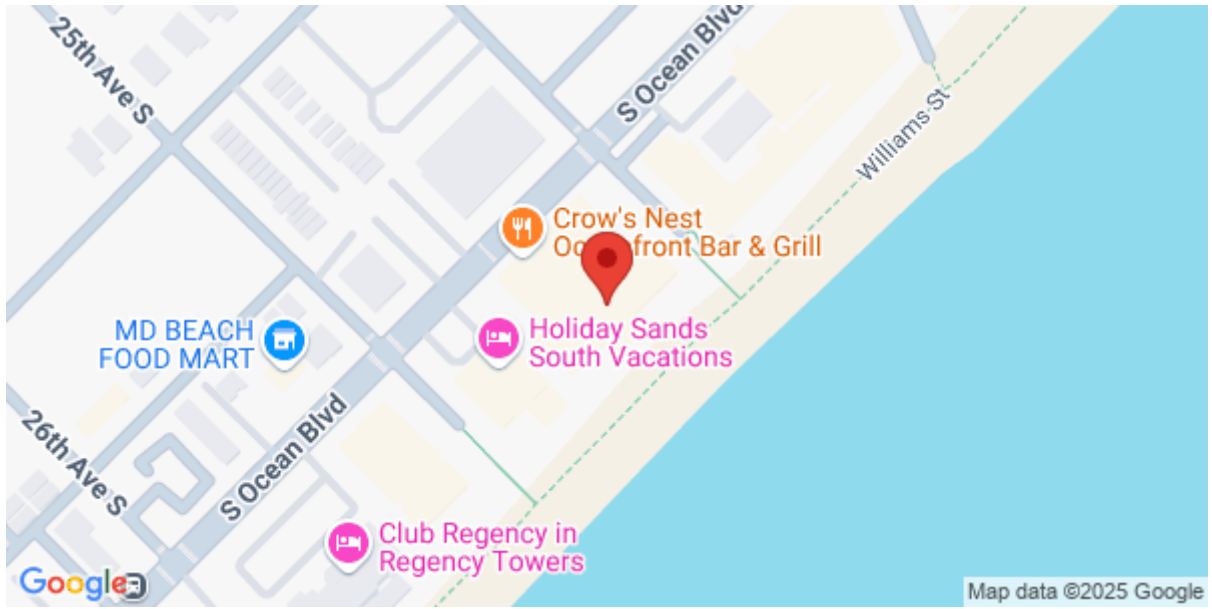 25th Ave S
S Ocean Blvd
Williams St
Crow's Nest
Bar & Grill
Holiday Sands
South Vacations
MD BEACH
FOOD MART
26th Ave S
S Ocean Blvd
Club Regency in
Regency Towers
Google
Map data ©2025 Google